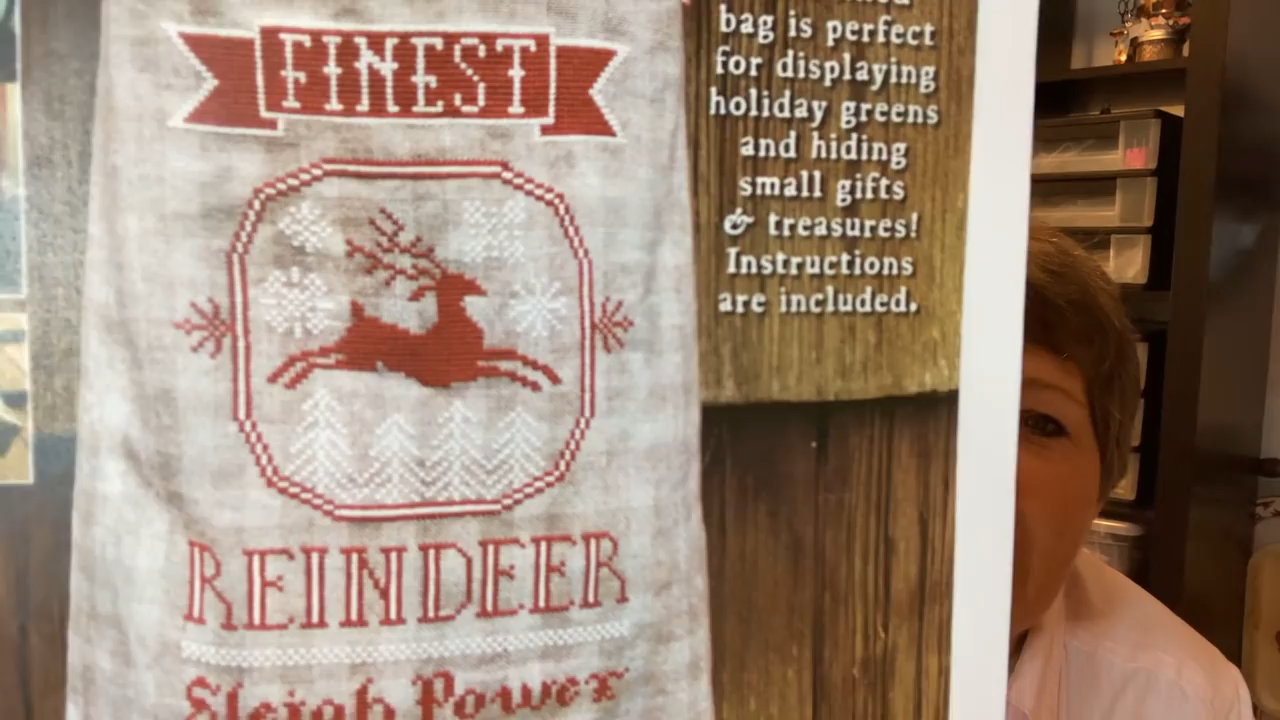 FINEST
REINDEER
Sleigh Power
bag is perfect
for displaying
holiday greens
and hiding
small gifts
& treasures!
Instructions
are included.